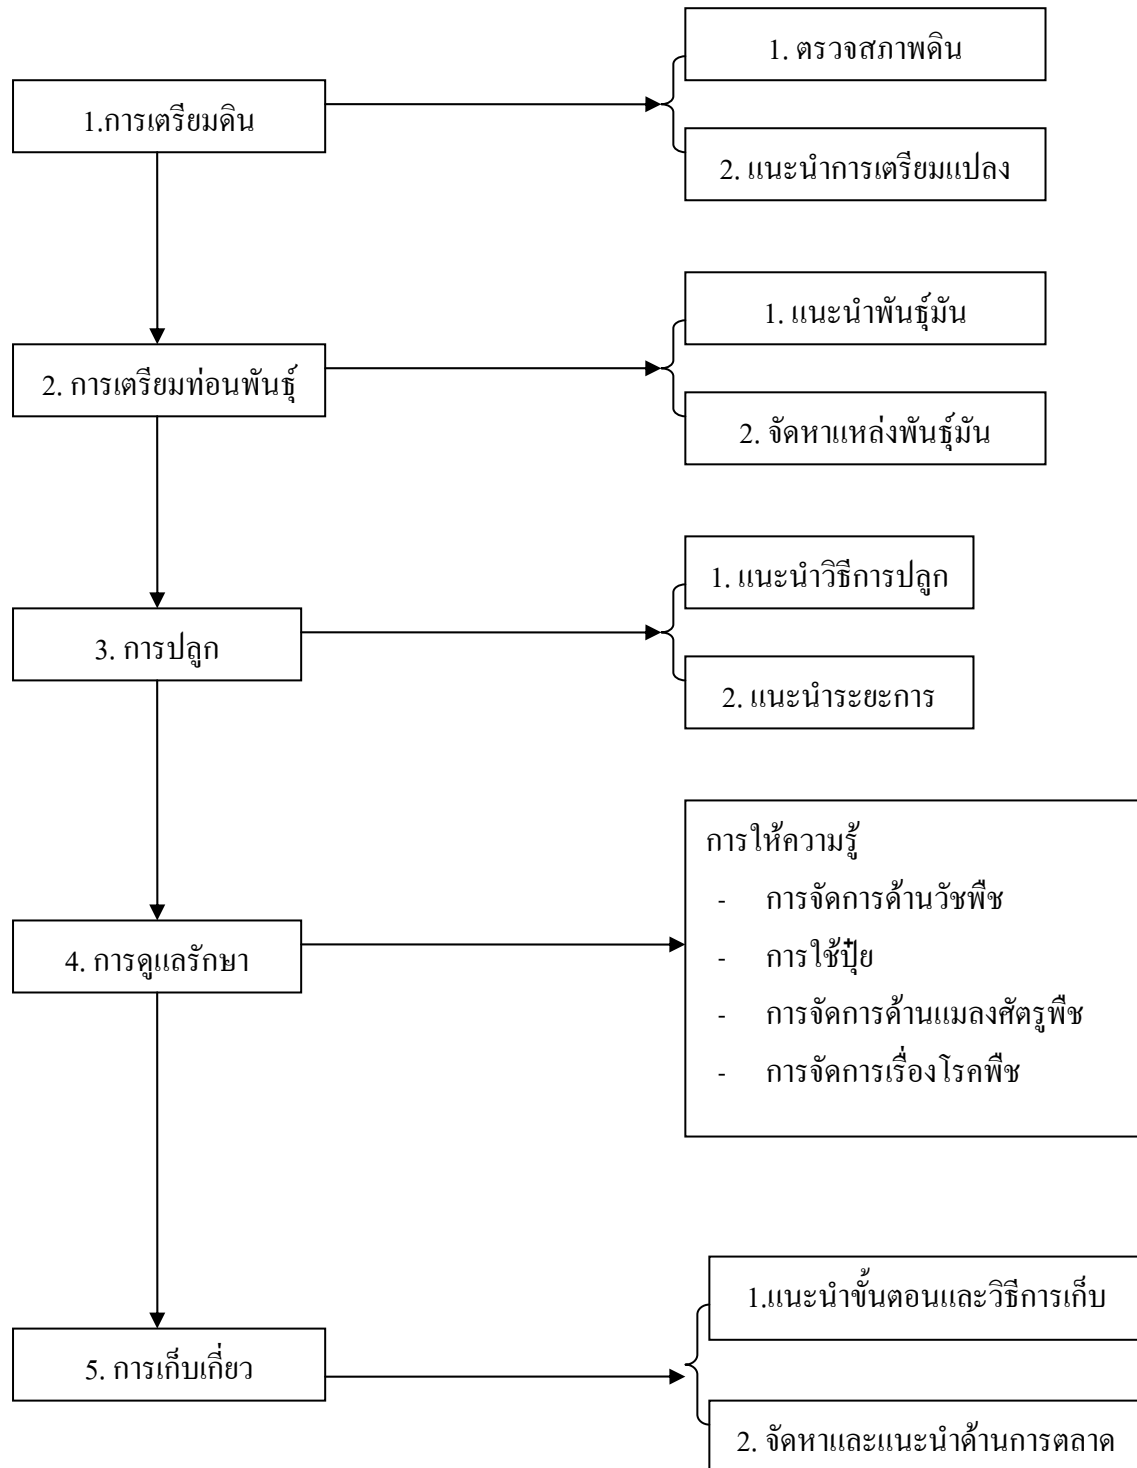 1. ตรวจสภาพดิน
1.การเตรียมดิน
2. แนะนำการเตรียมแปลง
1. แนะนำพันธุ์มัน
2. การเตรียมท่อนพันธุ์
2. จัดหาแหล่งพันธุ์มัน
1. แนะนำวิธีการปลูก
3. การปลูก
2. แนะนำระยะการ
การให้ความรู้
- การจัดการด้านวัชพืช
4. การดูแลรักษา
- การใช้ปุ๋ย
- การจัดการด้านแมลงศัตรูพืช
- การจัดการเรื่องโรคพืช
1.แนะนำขั้นตอนและวิธีการเก็บ
5. การเก็บเกี่ยว
2. จัดหาและแนะนำด้านการตลาด